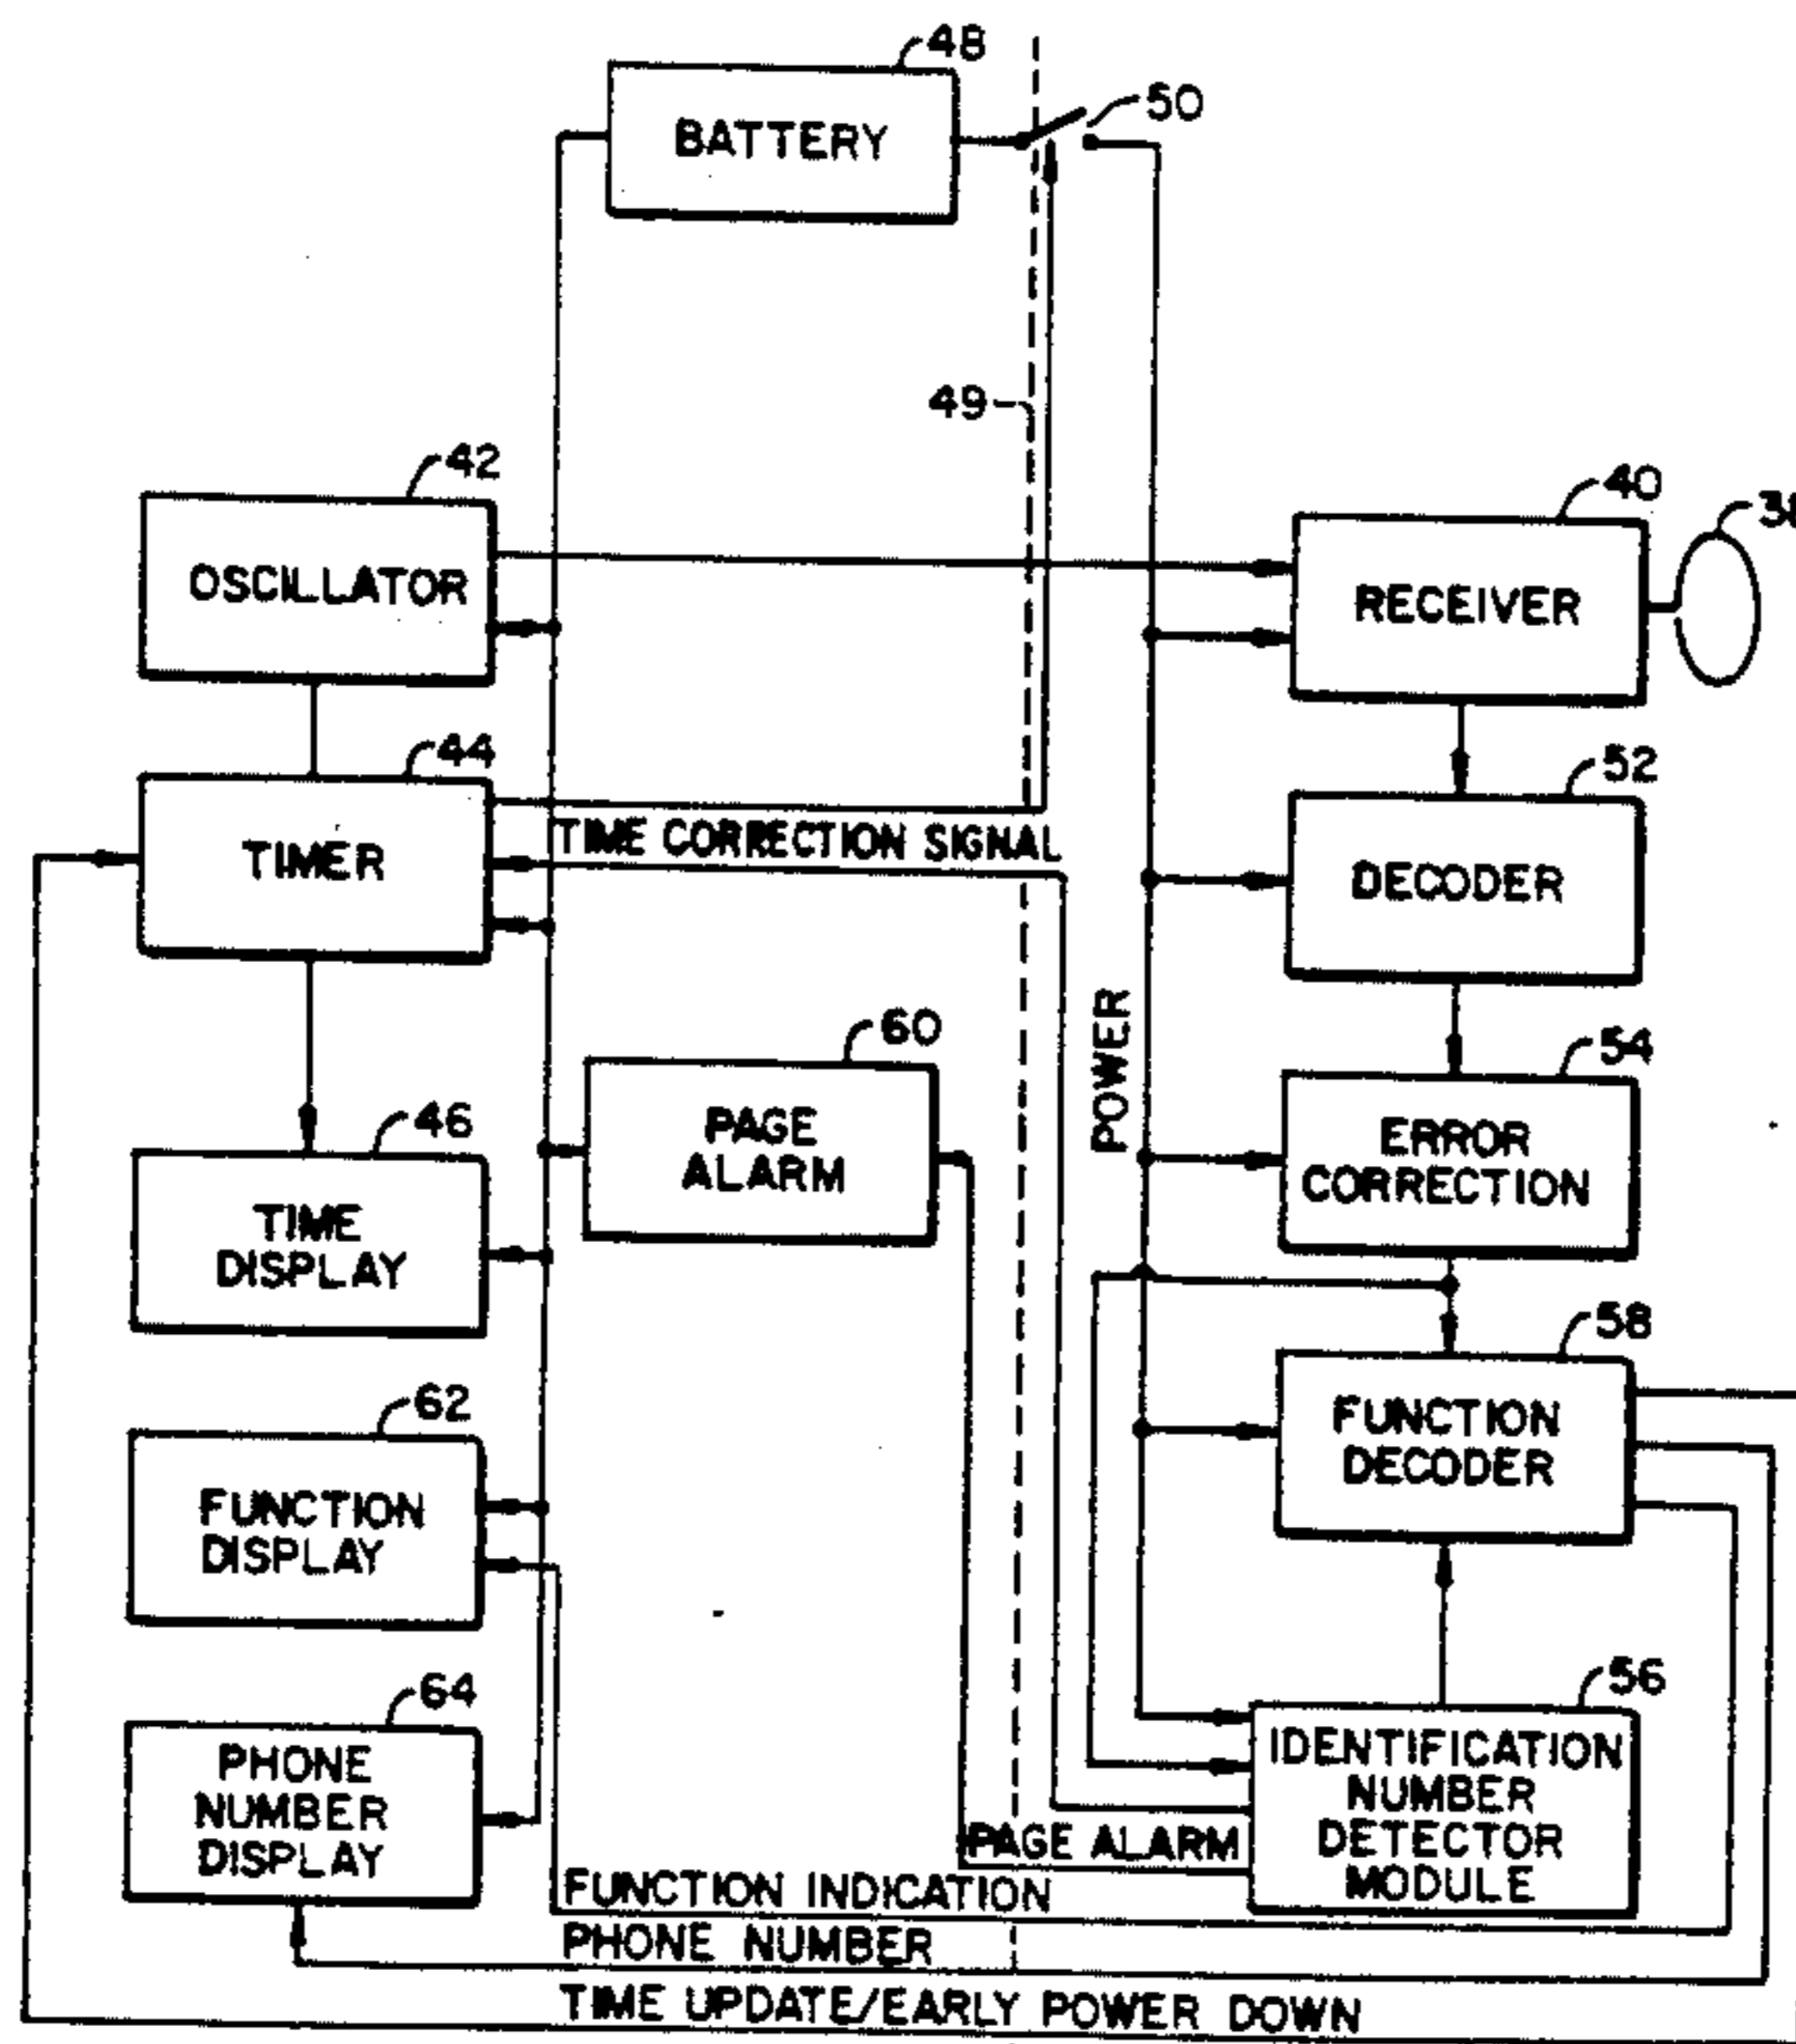 48
BATTERY
50
49
42
OSCILLATOR
40
RECEIVER
44
TIMER
TIME CORRECTION SIGNAL
52
DECODER
POWER
60
PAGE
ALARM
54
ERROR
CORRECTION
46
TIME
DISPLAY
58
FUNCTION
DECODER
62
FUNCTION
DISPLAY
64
PHONE
NUMBER
DISPLAY
56
IDENTIFICATION
NUMBER
DETECTOR
MODULE
PAGE ALARM
FUNCTION INDICATION
PHONE NUMBER
TIME UPDATE/EARLY POWER DOWN